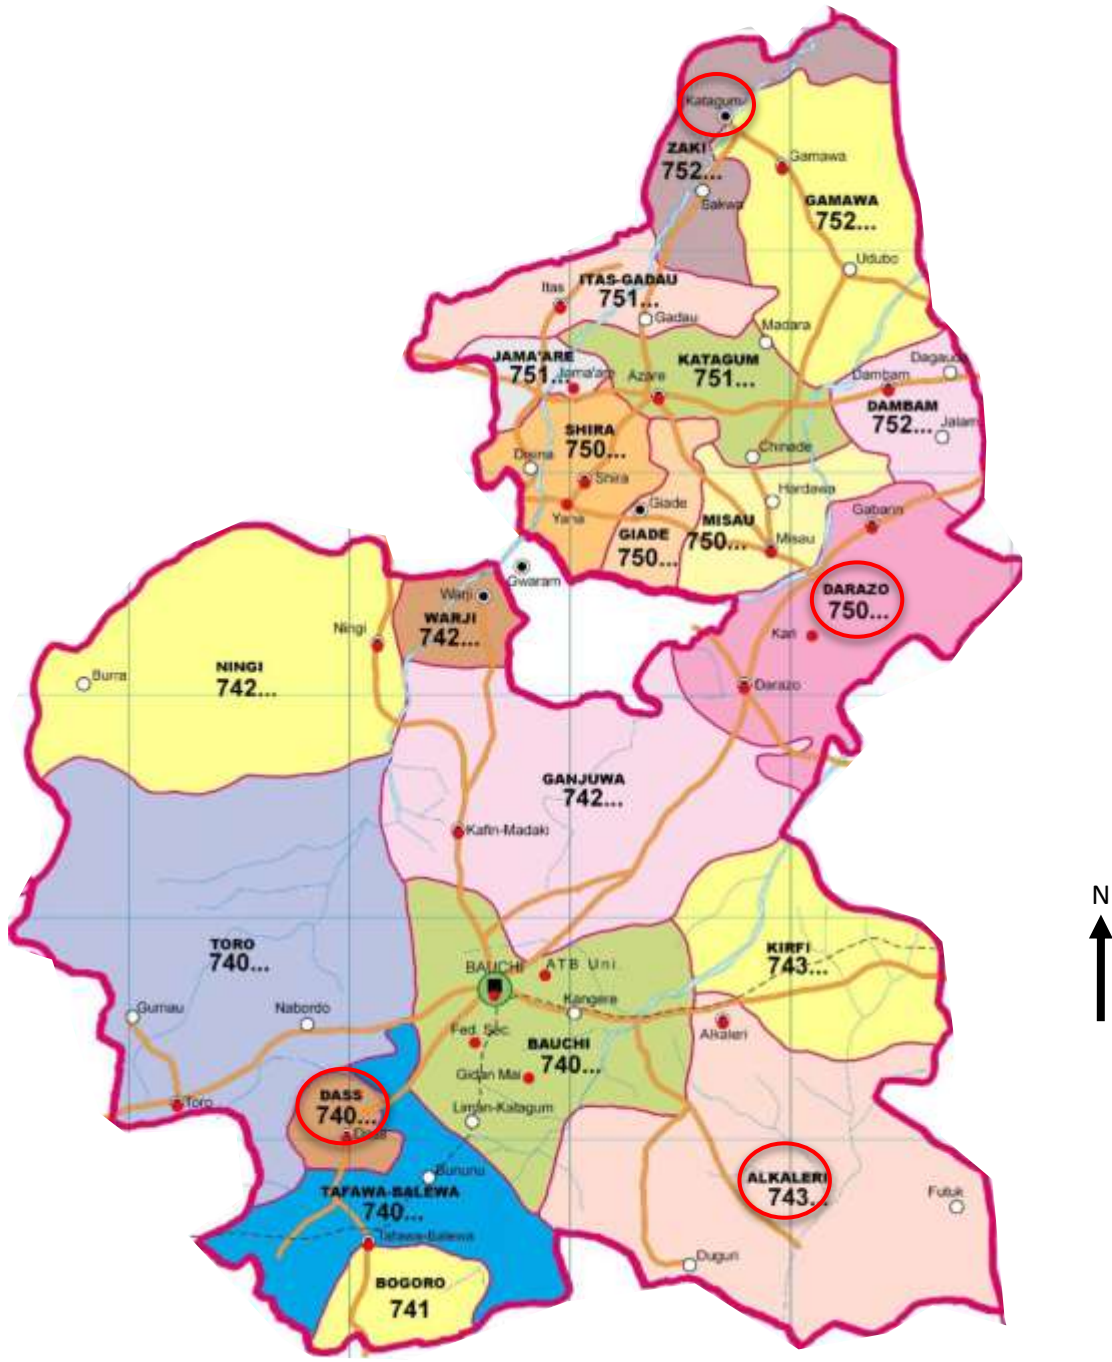 Katagum
ZAKI
752...
Gamawa
Sakwa
GAMAWA
752...
Udubo
ITAS-GADAU
751...
Itas
Gadau
Madara
JAMA'ARE
751...
Jama'are
Azare
KATAGUM
751...
Dagauda
Dambam
DAMBAM
752...
Jalam
SHIRA
750...
Disina
Shira
Yana
Chinade
Hardawa
Giade
GIADE
750...
MISAU
750...
Misau
Gabarin
DARAZO
750...
Kari
Darazo
Gwaram
Warji
WARJI
742...
Ningi
NINGI
742...
Burra
GANJUWA
742...
Kafin-Madaki
N
TORO
740...
KIRFI
743...
BAUCHI
ATB Uni.
Kangere
Gumau
Nabordo
Fed. Sec.
BAUCHI
740...
Alkaleri
Gidan Mai
Toro
DASS
740...
Dass
Liman-Katagum
Bununu
TAFAWA-BALEWA
740...
Tafawa-Balewa
ALKALERI
743...
Futuk
Duguri
BOGORO
741